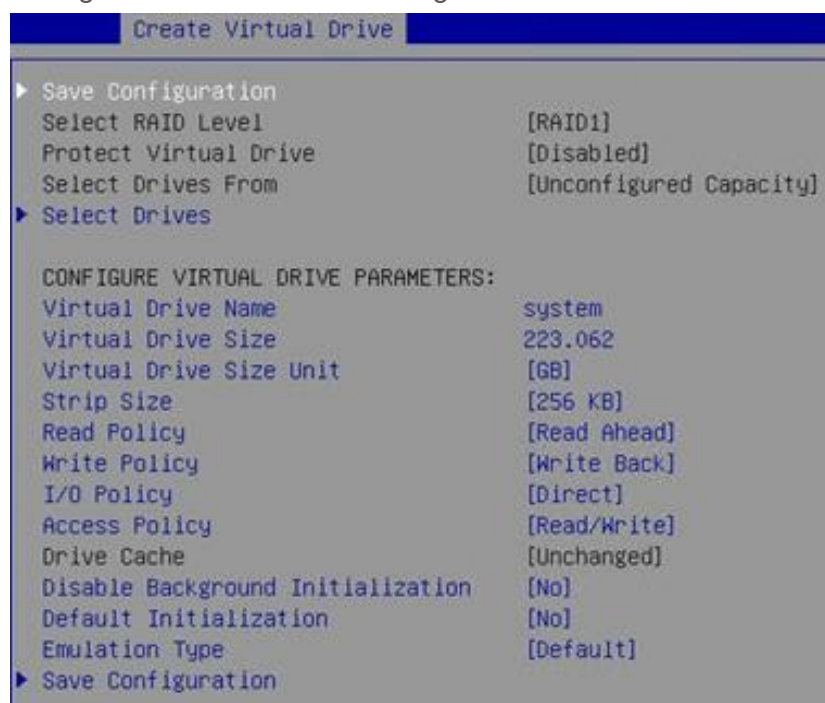 Create Virtual Drive
Save Configuration
Select RAID Level [RAID1]
Protect Virtual Drive [Disabled]
Select Drives From [Unconfigured Capacity]
Select Drives
CONFIGURE VIRTUAL DRIVE PARAMETERS:
Virtual Drive Name system
Virtual Drive Size 223.062
Virtual Drive Size Unit [GB]
Strip Size [256 KB]
Read Policy [Read Ahead]
Write Policy [Write Back]
I/O Policy [Direct]
Access Policy [Read/Write]
Drive Cache [Unchanged]
Disable Background Initialization [No]
Default Initialization [No]
Emulation Type [Default]
Save Configuration